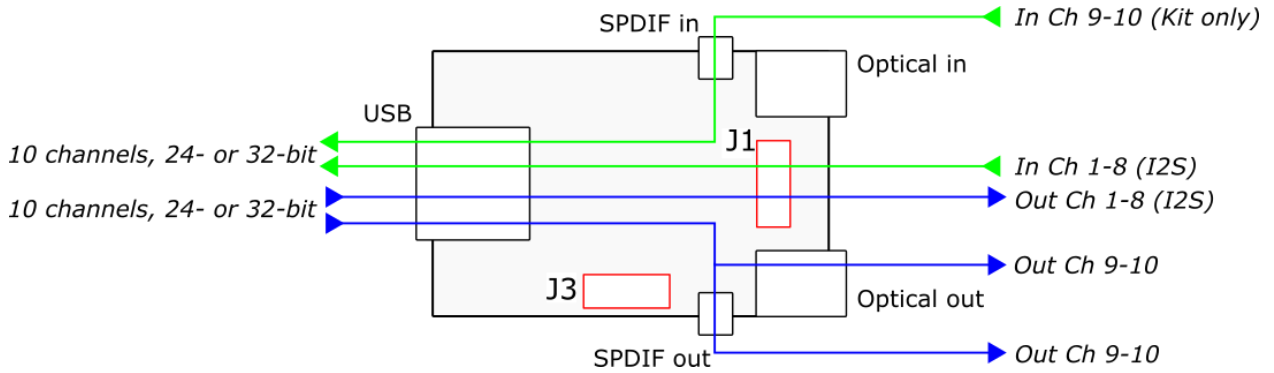 SPDIF in
In Ch 9-10 (Kit only)
Optical in
USB
J1
10 channels, 24- or 32-bit
In Ch 1-8 (I2S)
Out Ch 1-8 (I2S)
10 channels, 24- or 32-bit
Out Ch 9-10
J3
Optical out
SPDIF out
Out Ch 9-10